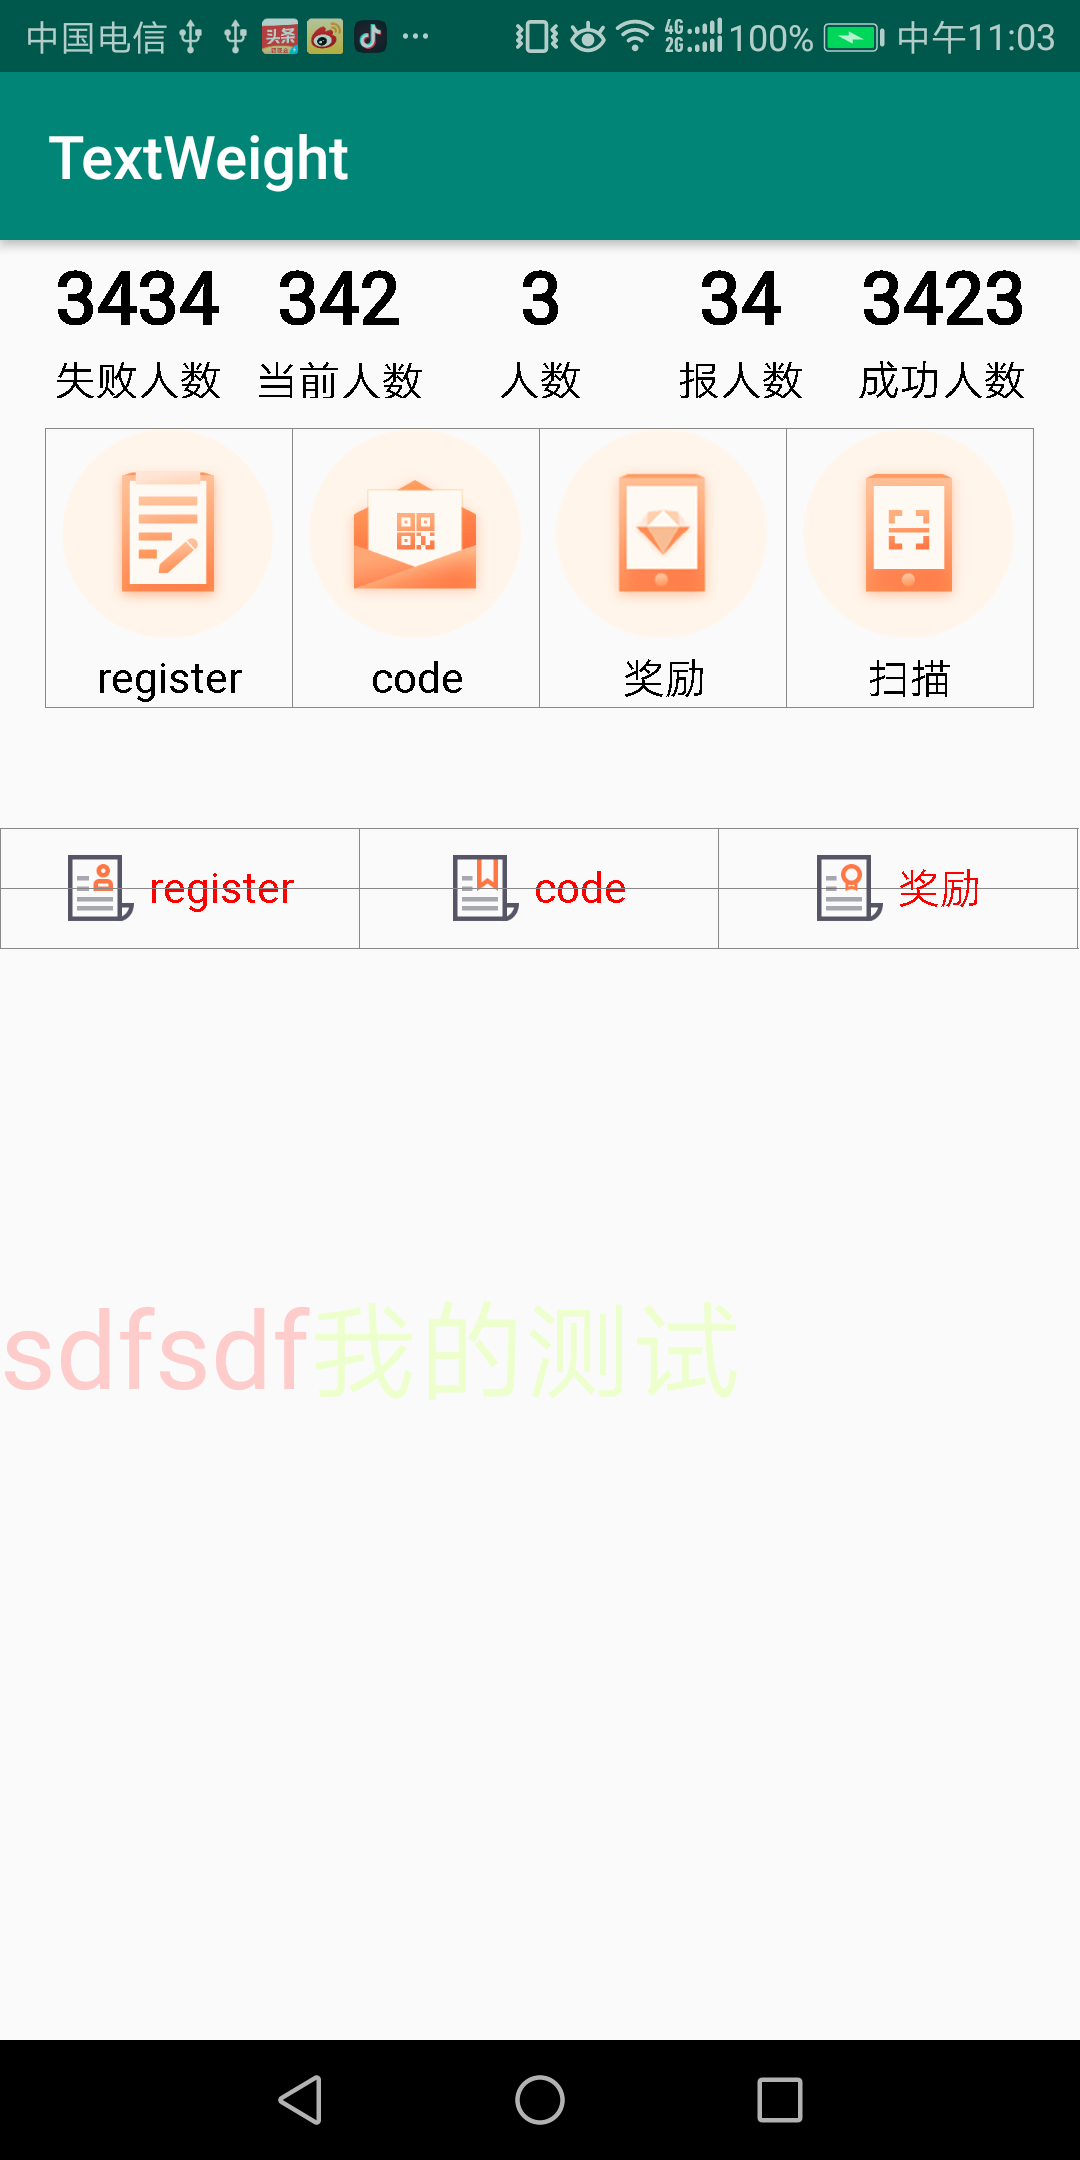 中国电信 头条 4G 2G 100% 中午11:03
TextWeight
3434 342 3 34 3423
失败人数 当前人数 人数 报人数 成功人数
register code 奖励 扫描
register code 奖励
sdfsdf我的测试